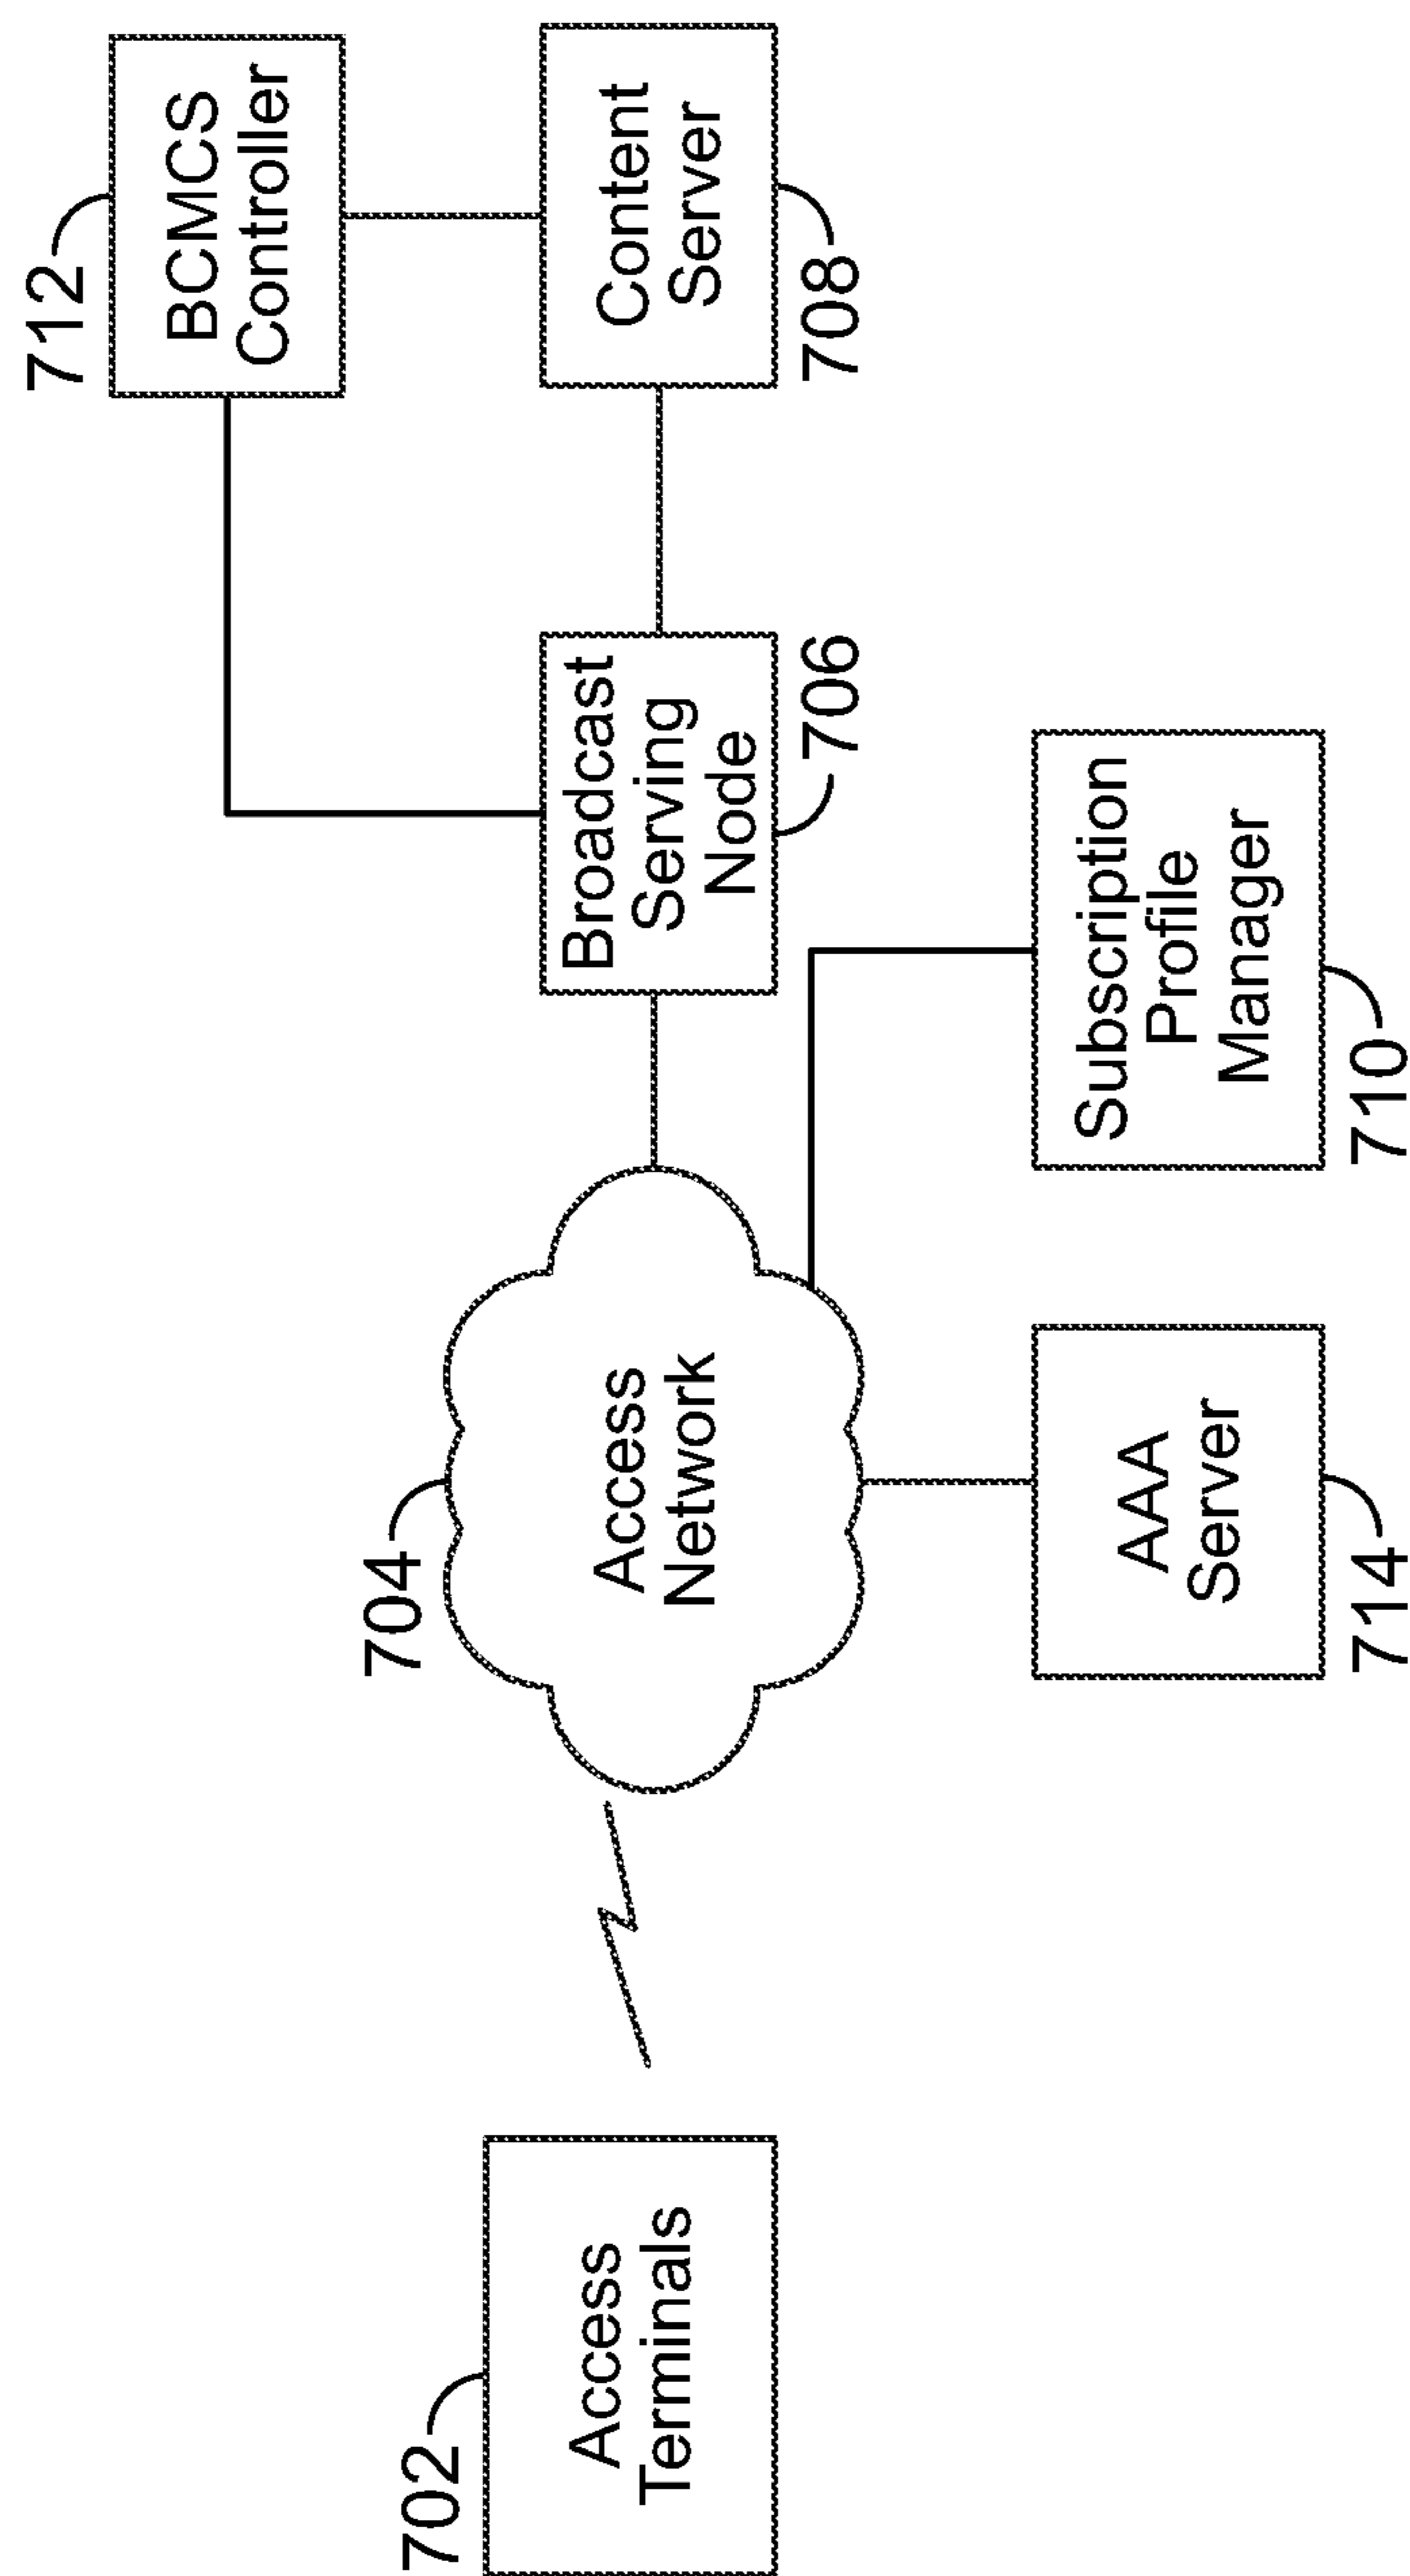 712
BCMCS
Controller
Content
Server
708
Broadcast
Serving
Node
706
704
Access
Network
Subscription
Profile
Manager
710
AAA
Server
714
702
Access
Terminals